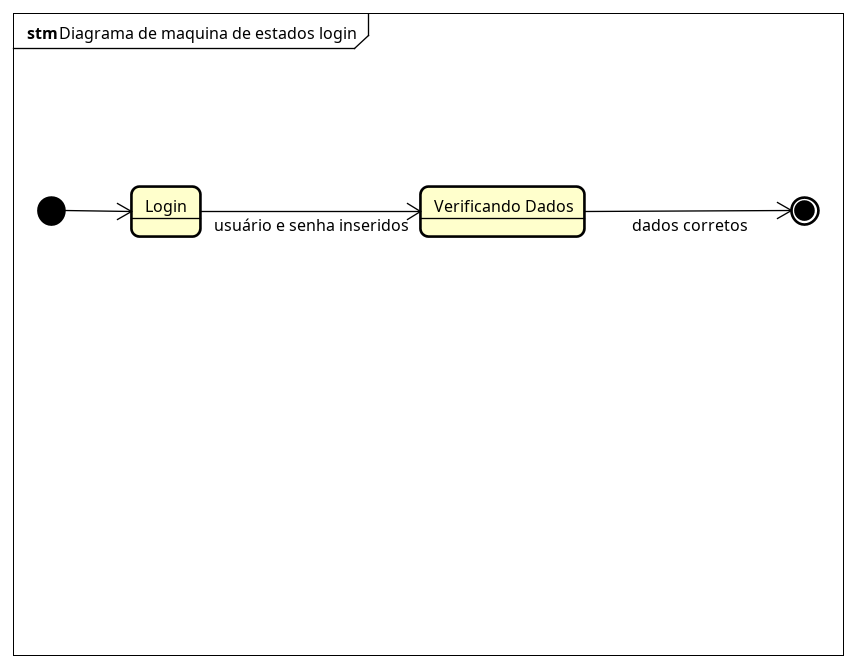 stm Diagrama de maquina de estados login
Login
usuário e senha inseridos
Verificando Dados
dados corretos